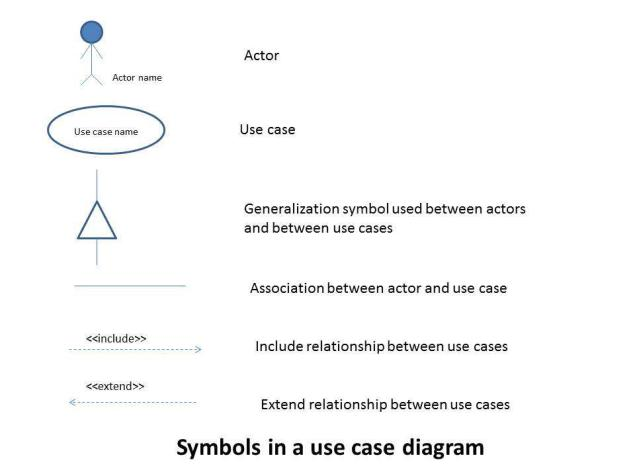 Actor
Actor name
Use case name
Use case
Generalization symbol used between actors
and between use cases
Association between actor and use case
<<include>>
Include relationship between use cases
<<extend>>
Extend relationship between use cases
Symbols in a use case diagram